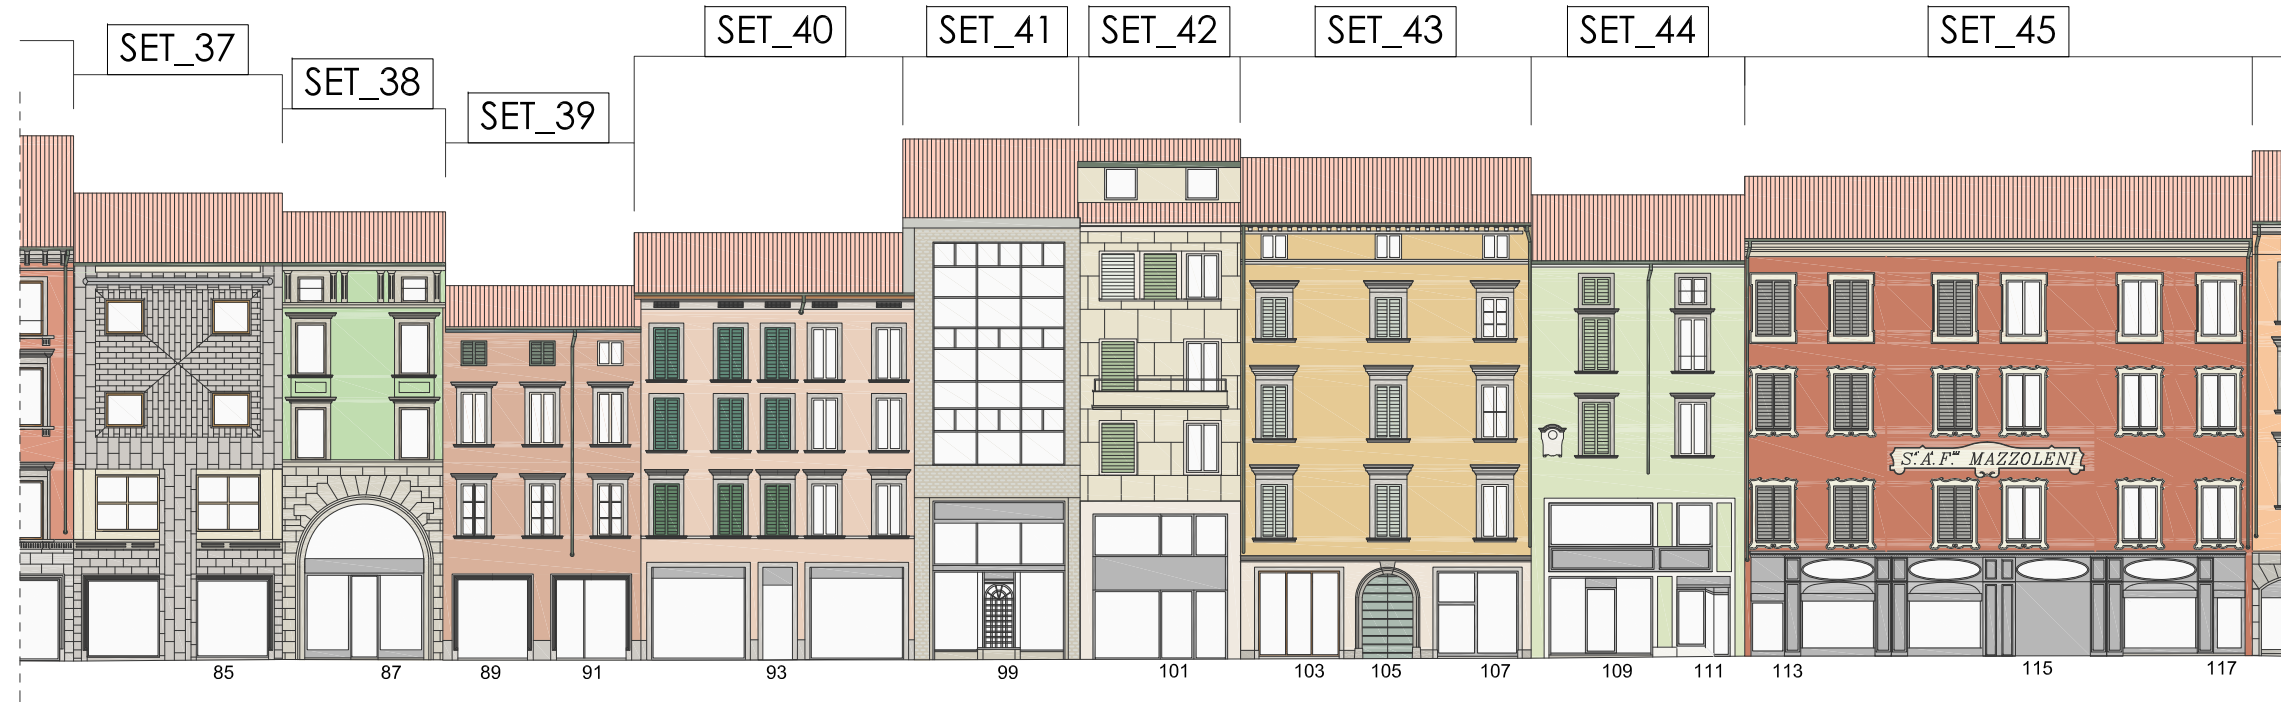 SET_37
SET_38
SET_39
SET_40
SET_41
SET_42
SET_43
SET_44
SET_45
S.ᵗ A. F.ˡˡⁱ MAZZOLENI
85
87
89
91
93
99
101
103
105
107
109
111
113
115
117